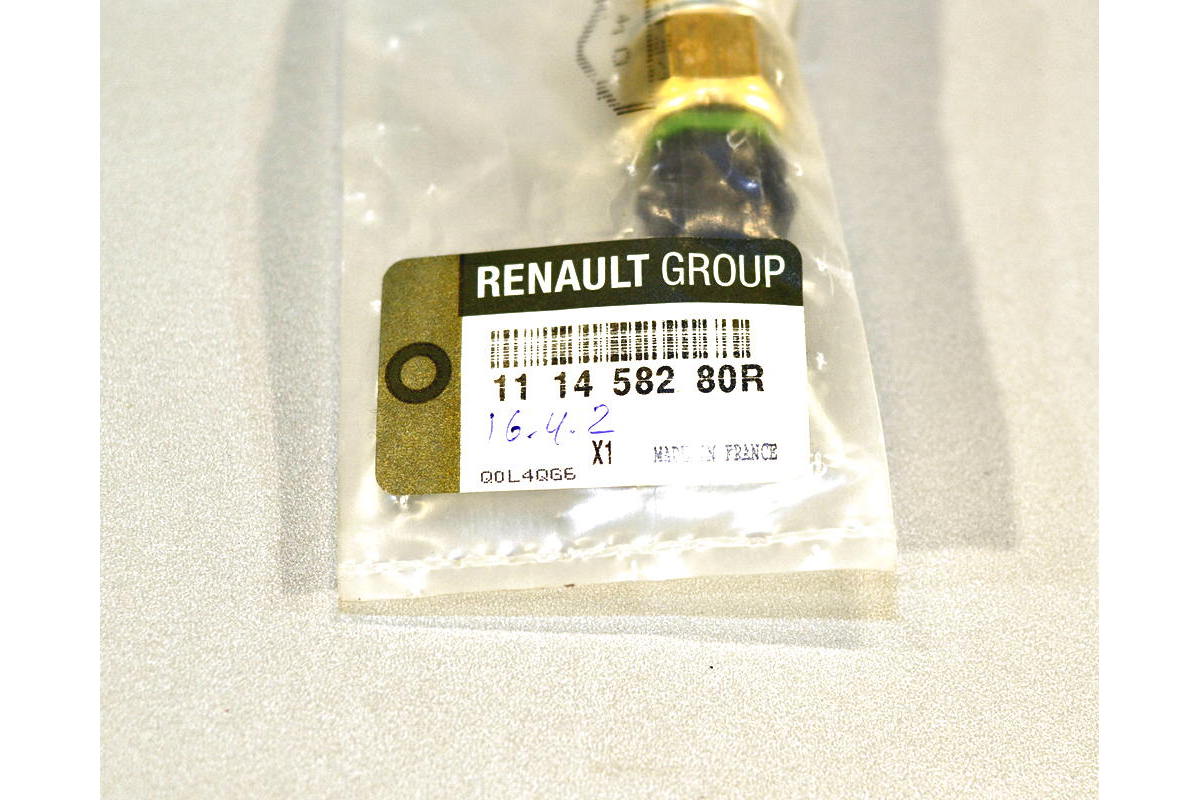 RENAULT GROUP
11 14 582 80R
16.4.2
X1 MADE IN FRANCE
Q0L4QG6